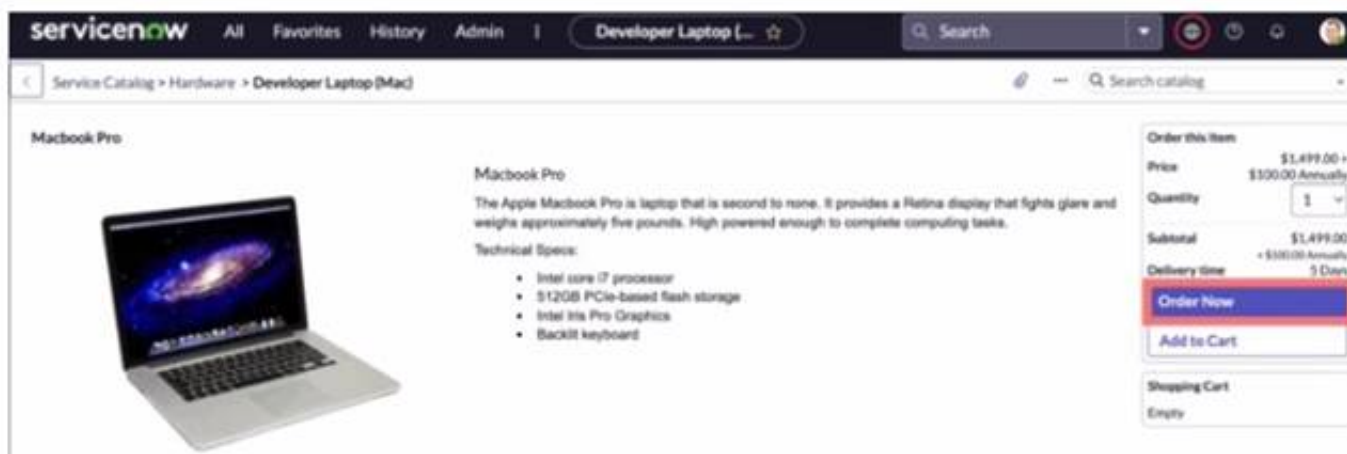 servicenow All Favorites History Admin Developer Laptop (... Search
Service Catalog > Hardware > Developer Laptop (Mac) Search catalog
Macbook Pro
Macbook Pro
The Apple Macbook Pro is laptop that is second to none. It provides a Retina display that fights glare and
weighs approximately five pounds. High powered enough to complete computing tasks.
Technical Specs:
• Intel core i7 processor
• 512GB PCIe-based flash storage
• Intel Iris Pro Graphics
• Backlit keyboard
Order this Item
Price $1,499.00 +
$100.00 Annually
Quantity 1
Subtotal $1,499.00
+ $100.00 Annually
Delivery time 5 Days
Order Now
Add to Cart
Shopping Cart
Empty